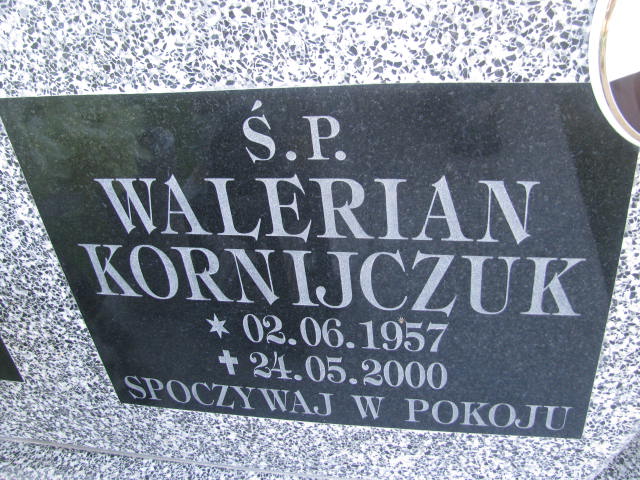 Ś.P.
WALERIAN
KORNIJCZUK
* 02.06.1957
✝ 24.05.2000
SPOCZYWAJ W POKOJU